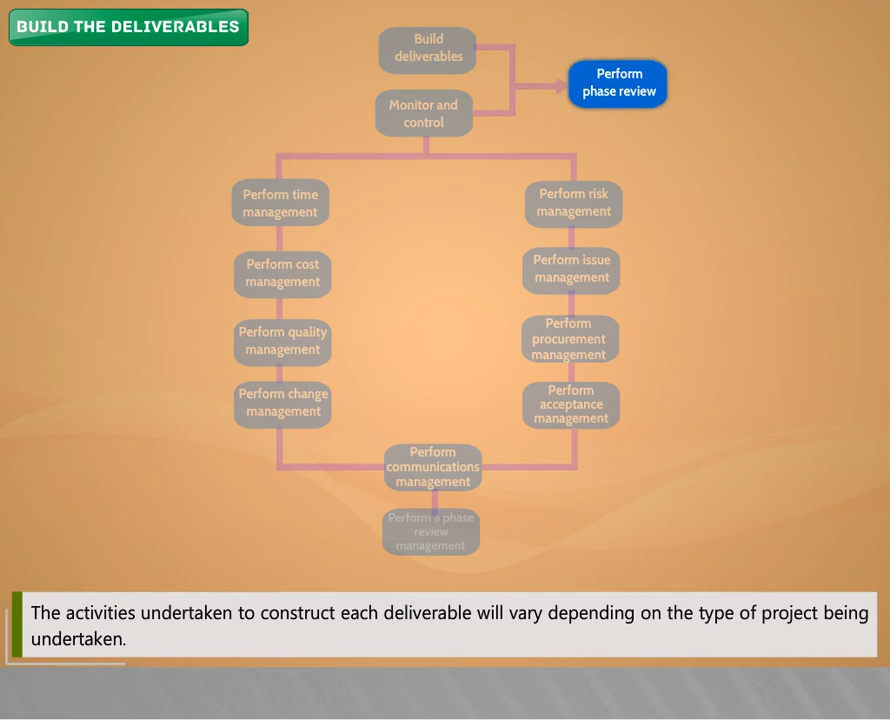 BUILD THE DELIVERABLES
Build
deliverables
Perform
phase review
Monitor and
control
Perform time
management
Perform risk
management
Perform cost
management
Perform issue
management
Perform quality
management
Perform
procurement
management
Perform change
management
Perform
acceptance
management
Perform
communications
management
Perform a phase
review
management
The activities undertaken to construct each deliverable will vary depending on the type of project being
undertaken.